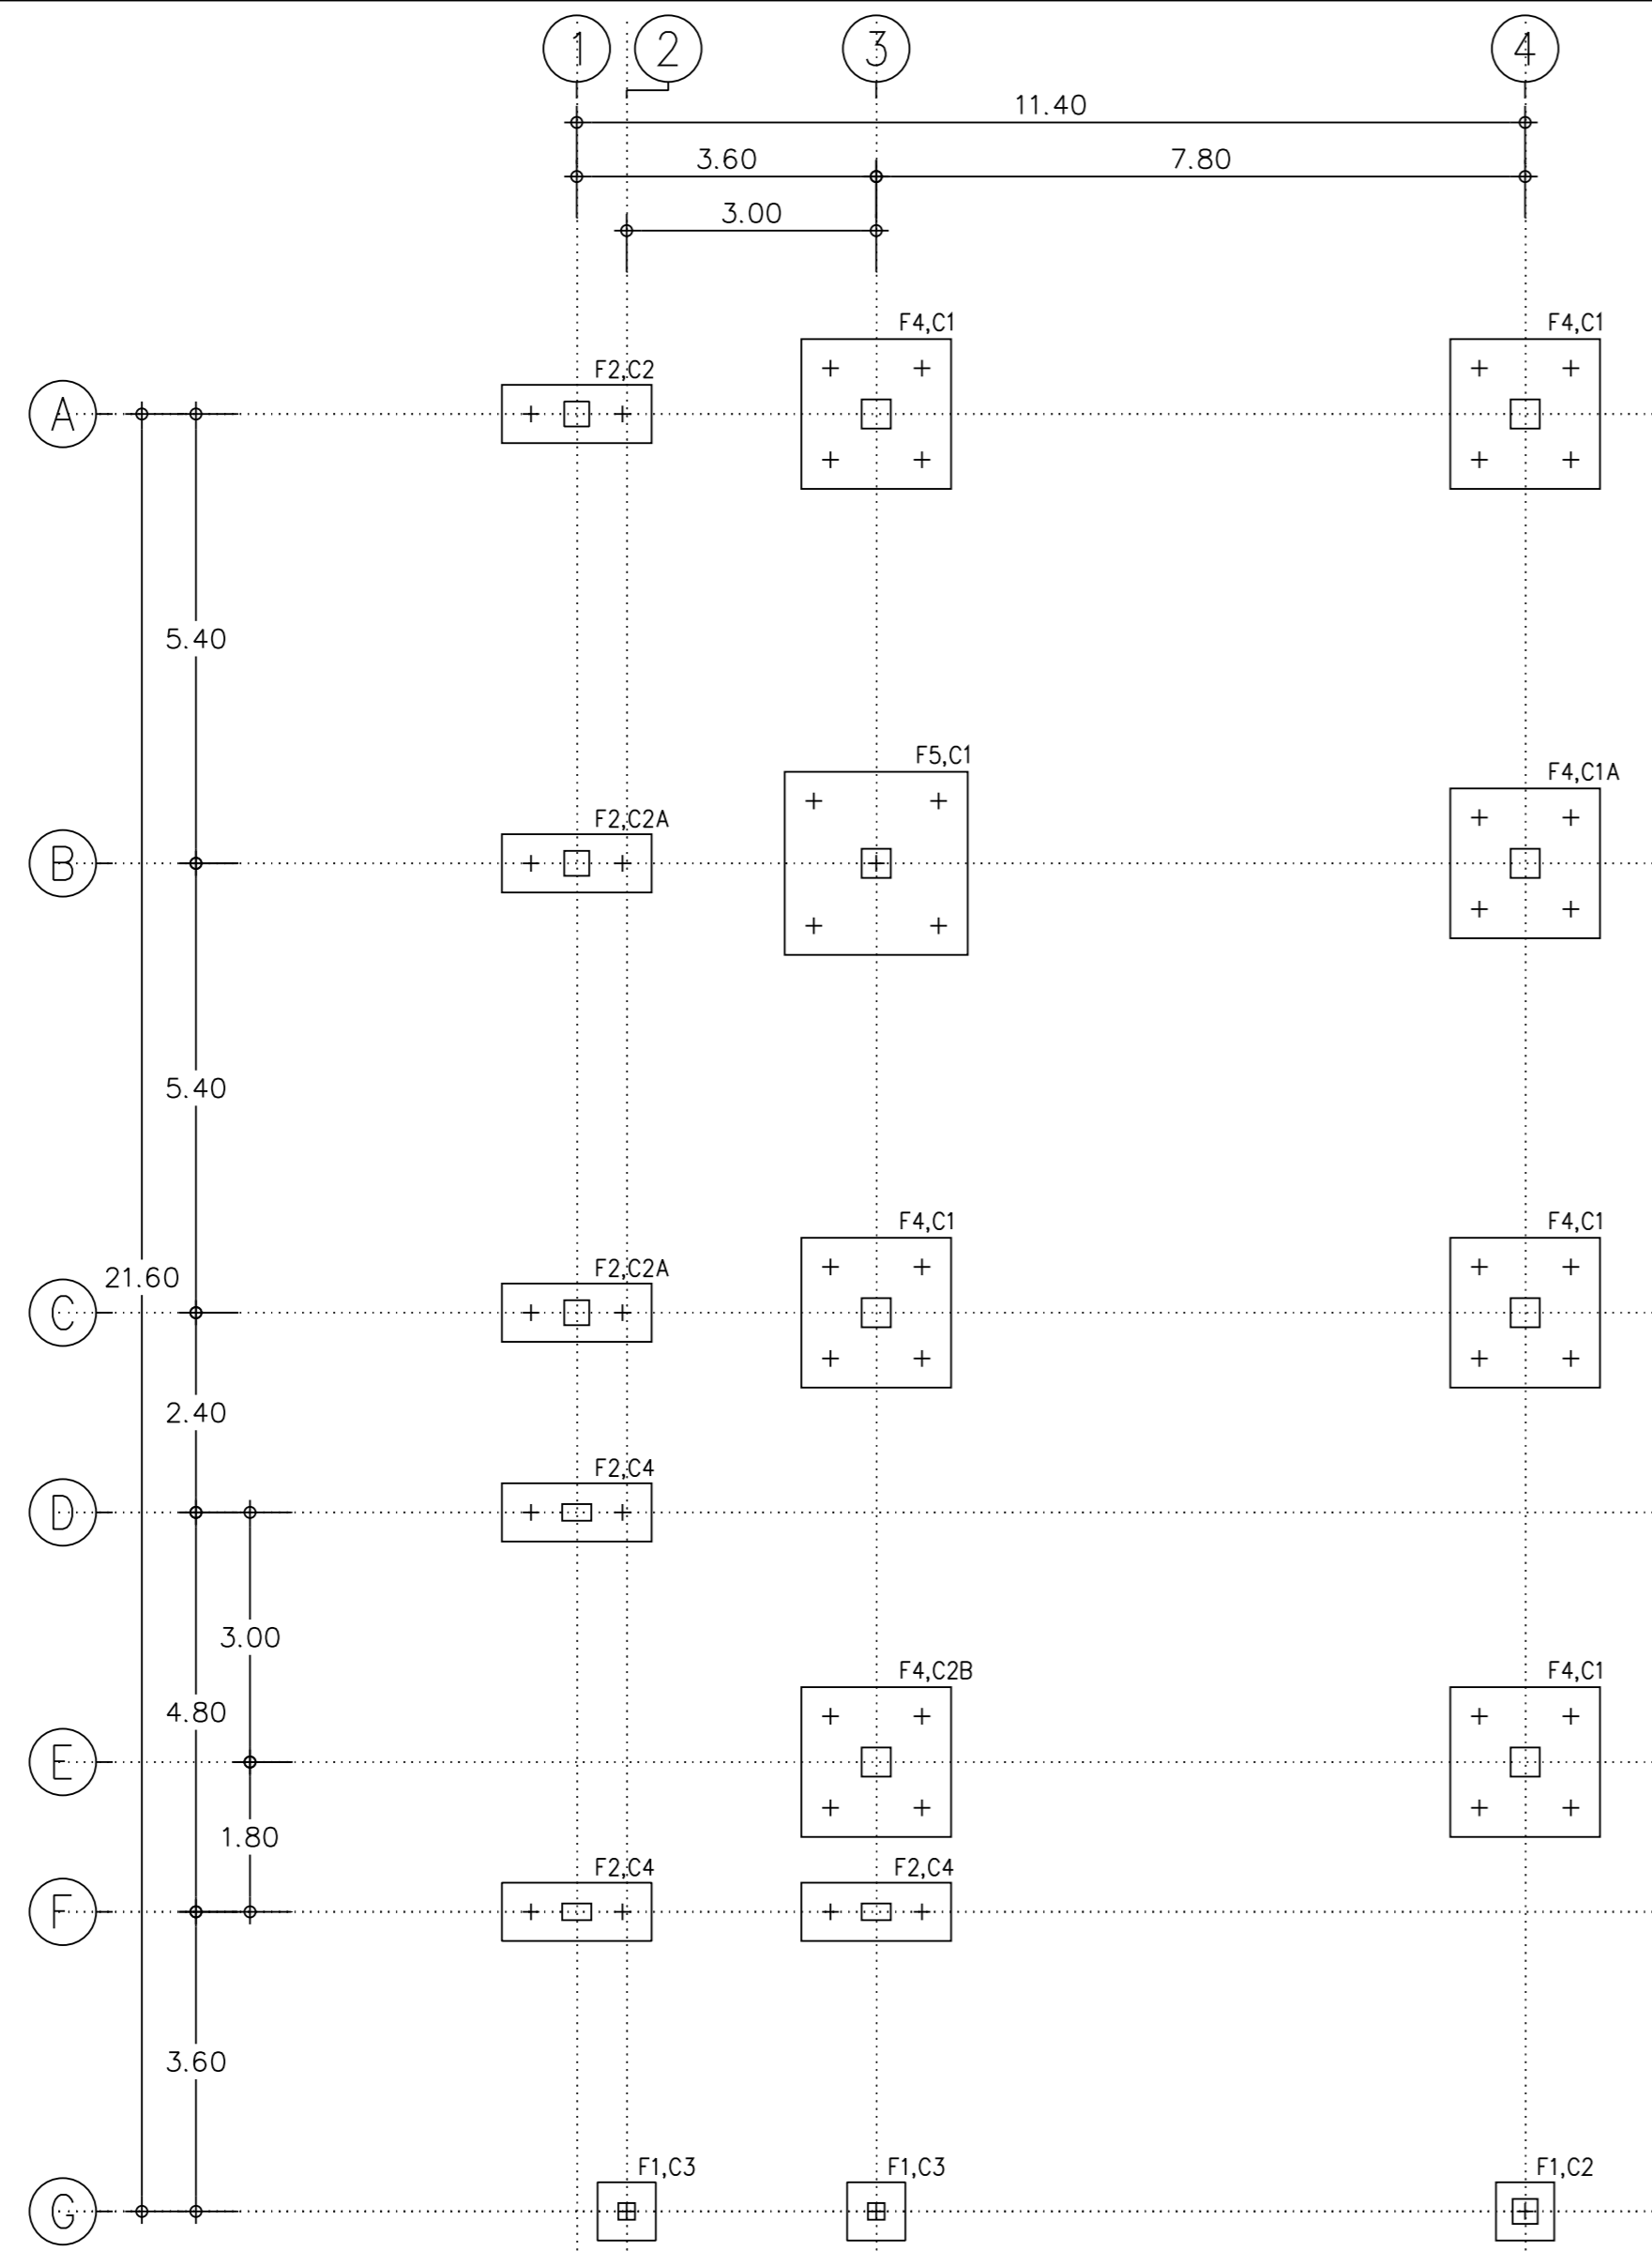 1 2 3 4
11.40
3.60 7.80
3.00
F4,C1 F4,C1
F2,C2
A
5.40
F5,C1
F4,C1A
F2,C2A
B
5.40
F4,C1 F4,C1
F2,C2A
21.60
C
2.40
F2,C4
D
3.00
F4,C2B F4,C1
4.80
E
1.80
F2,C4 F2,C4
F
3.60
F1,C3 F1,C3 F1,C2
G